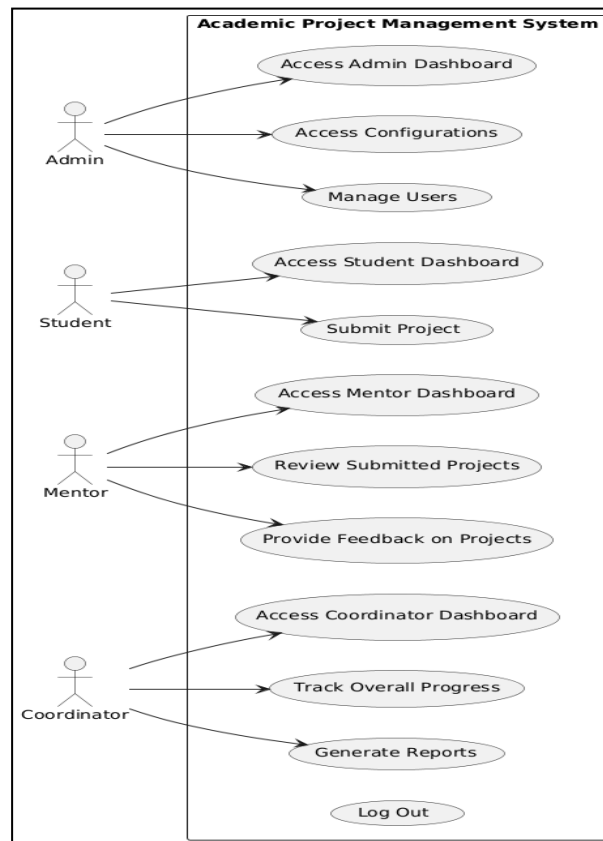 Academic Project Management System
Access Admin Dashboard
Access Configurations
Admin
Manage Users
Access Student Dashboard
Student
Submit Project
Access Mentor Dashboard
Review Submitted Projects
Mentor
Provide Feedback on Projects
Access Coordinator Dashboard
Track Overall Progress
Coordinator
Generate Reports
Log Out